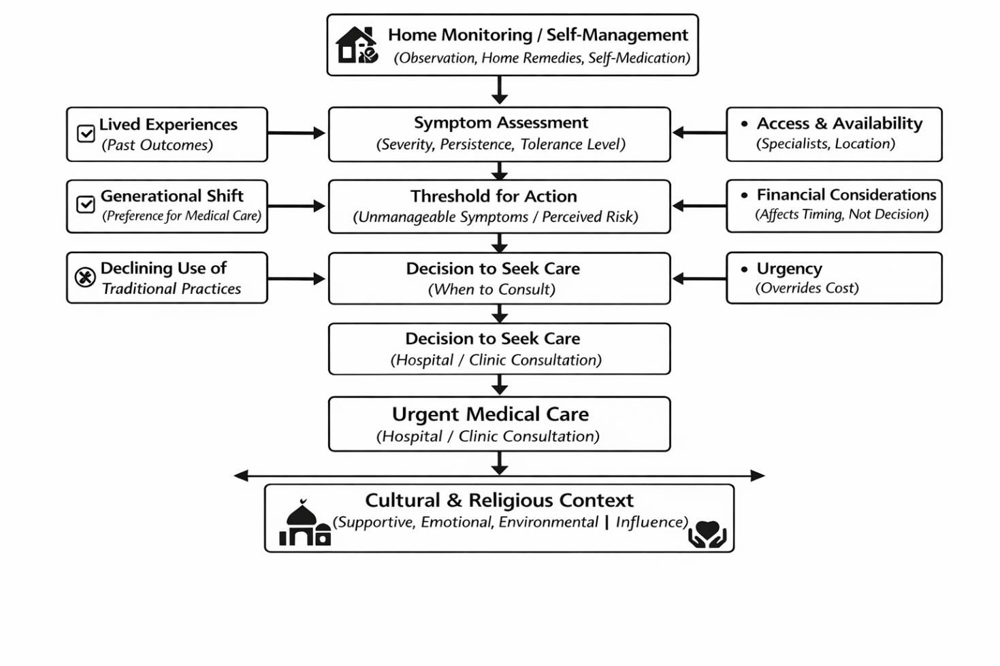 Home Monitoring / Self-Management
(Observation, Home Remedies, Self-Medication)
Lived Experiences
(Past Outcomes)
Symptom Assessment
(Severity, Persistence, Tolerance Level)
• Access & Availability
(Specialists, Location)
Generational Shift
(Preference for Medical Care)
Threshold for Action
(Unmanageable Symptoms / Perceived Risk)
• Financial Considerations
(Affects Timing, Not Decision)
Declining Use of
Traditional Practices
Decision to Seek Care
(When to Consult)
• Urgency
(Overrides Cost)
Decision to Seek Care
(Hospital / Clinic Consultation)
Urgent Medical Care
(Hospital / Clinic Consultation)
Cultural & Religious Context
(Supportive, Emotional, Environmental | Influence)